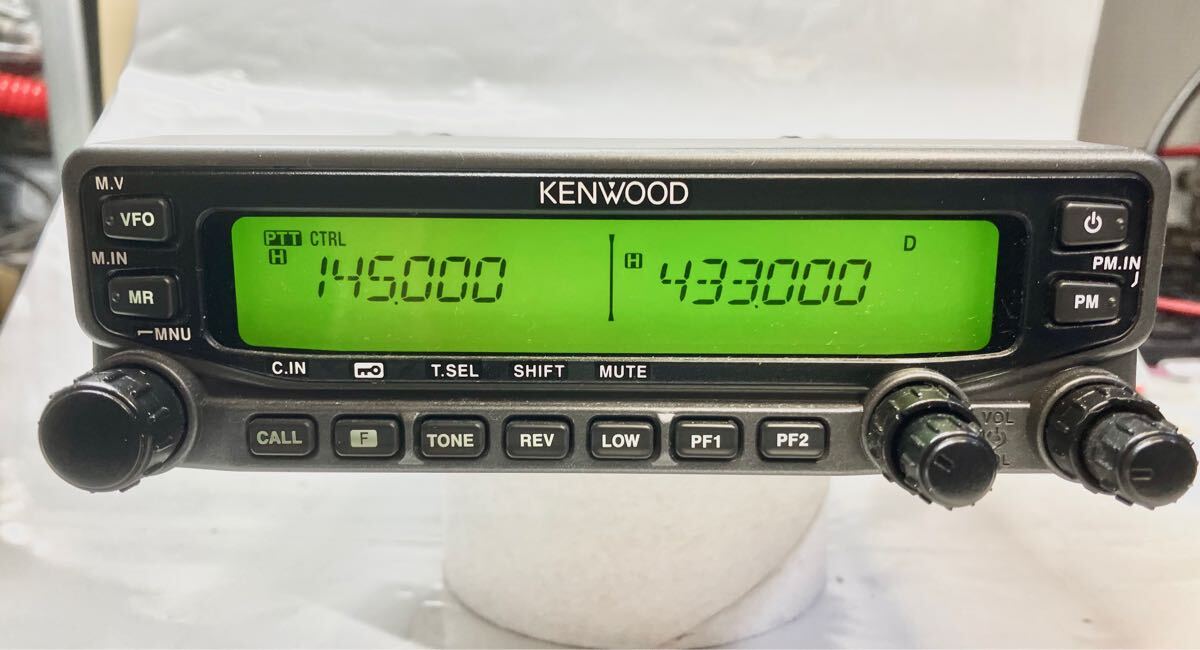 M.V
KENWOOD
VFO
PTT CTRL
D
H 145.000
H 433.000
M.IN
PM.IN
MR
PM
MNU
C.IN
T.SEL
SHIFT
MUTE
VOL
CALL
F
TONE
REV
LOW
PF1
PF2